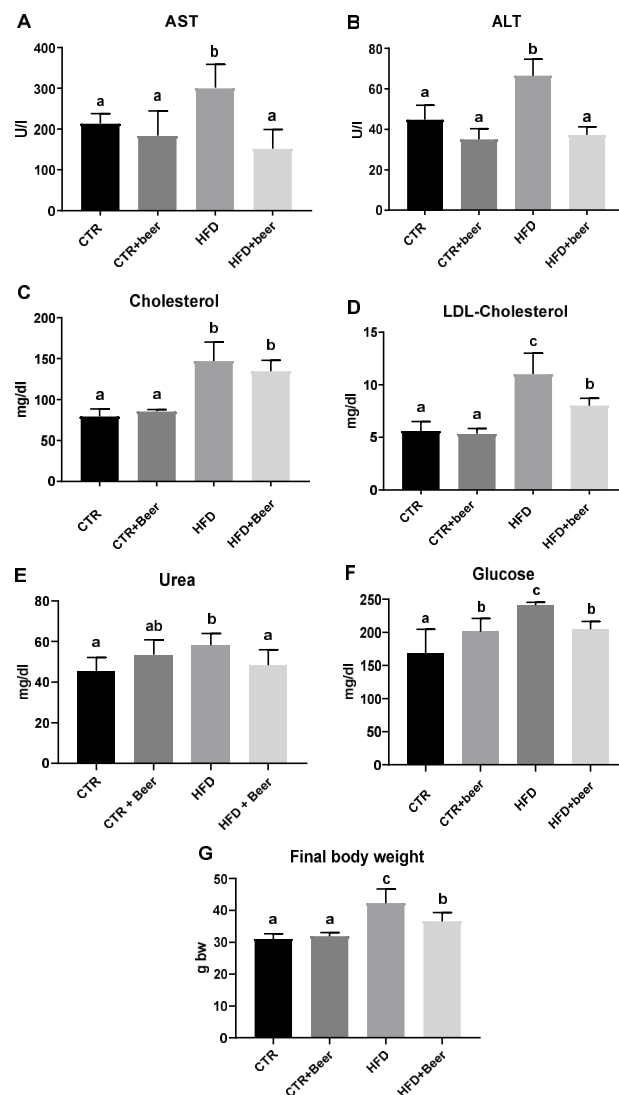 A
AST
U/l
400
300
200
100
0
a
a
b
a
CTR
CTR+beer
HFD
HFD+beer
B
ALT
U/l
80
60
40
20
0
a
a
b
a
CTR
CTR+beer
HFD
HFD+beer
C
Cholesterol
mg/dl
200
150
100
50
0
a
a
b
b
CTR
CTR+Beer
HFD
HFD+Beer
D
LDL-Cholesterol
mg/dl
15
10
5
0
a
a
c
b
CTR
CTR+beer
HFD
HFD+beer
E
Urea
mg/dl
80
60
40
20
0
a
ab
b
a
CTR
CTR + Beer
HFD
HFD + Beer
F
Glucose
mg/dl
250
200
150
100
50
0
a
b
c
b
CTR
CTR+beer
HFD
HFD+beer
G
Final body weight
g bw
50
40
30
20
10
0
a
a
c
b
CTR
CTR+Beer
HFD
HFD+Beer